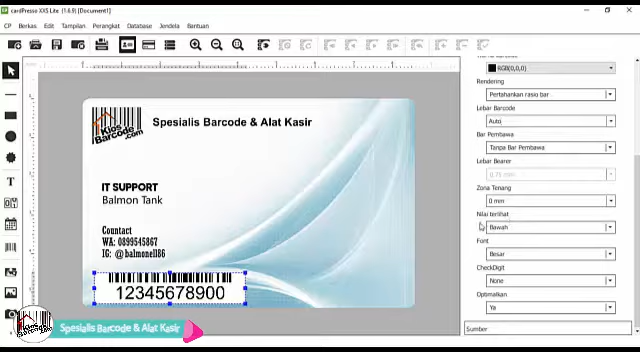 cardPresso XXS Lite (1.6.9) [Document1]
CP Berkas Edit Tampilan Perangkat Database Jendela Bantuan
RGB(0,0,0)
Rendering
Pertahankan rasio bar
Lebar Barcode
Auto
Bar Pembawa
Tanpa Bar Pembawa
Lebar Bearer
0.75 mm
Zona Tenang
0 mm
Nilai terlihat
Bawah
Font
Besar
CheckDigit
None
Optimalkan
Ya
Sumber
Kios
Barcode.com
Spesialis Barcode & Alat Kasir
IT SUPPORT
Balmon Tank
Countact
WA: 0899545867
IG: @balmonell86
12345678900
Spesialis Barcode & Alat Kasir